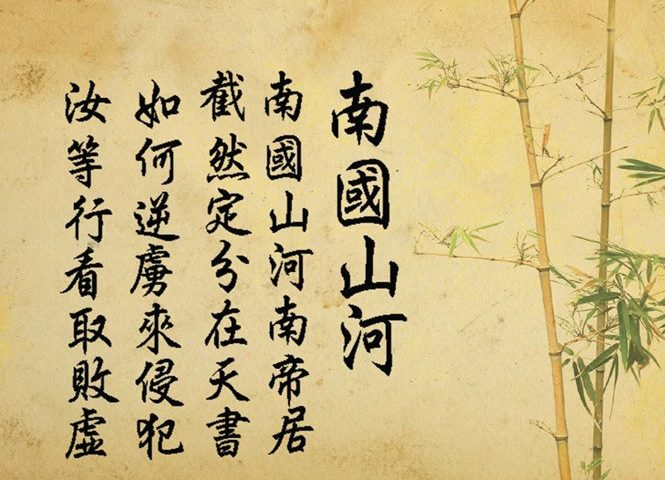 南國山河
南國山河南帝居
截然定分在天書
如何逆虜來侵犯
汝等行看取敗虛